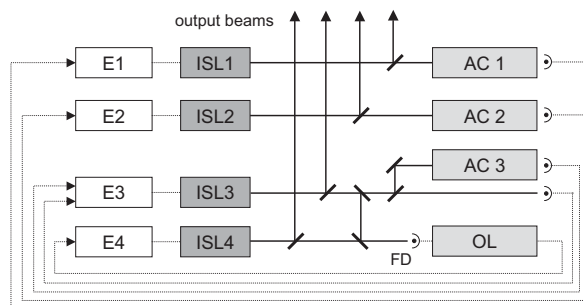 output beams
E1 ISL1 AC 1
E2 ISL2 AC 2
AC 3
E3 ISL3
E4 ISL4 OL
FD